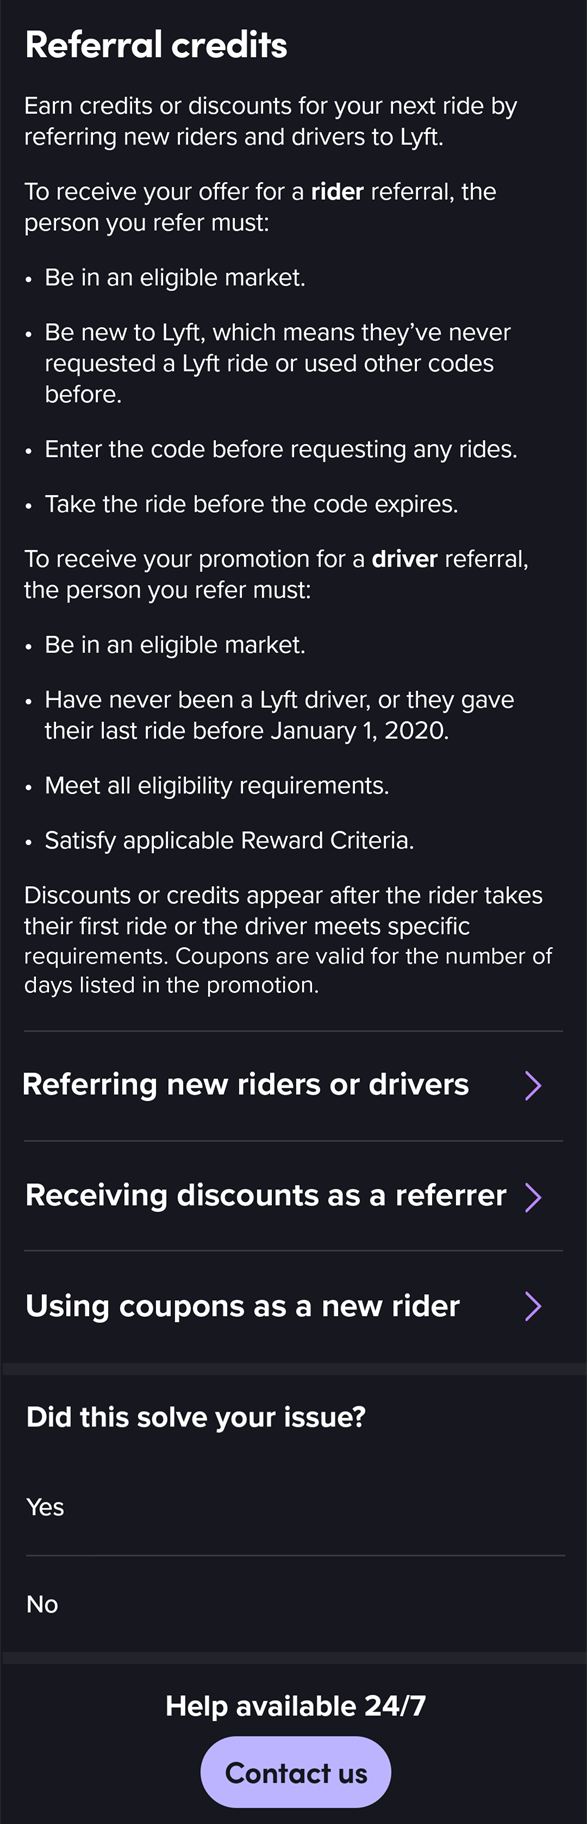 Referral credits
Earn credits or discounts for your next ride by
referring new riders and drivers to Lyft.
To receive your offer for a rider referral, the
person you refer must:
• Be in an eligible market.
• Be new to Lyft, which means they’ve never
requested a Lyft ride or used other codes
before.
• Enter the code before requesting any rides.
• Take the ride before the code expires.
To receive your promotion for a driver referral,
the person you refer must:
• Be in an eligible market.
• Have never been a Lyft driver, or they gave
their last ride before January 1, 2020.
• Meet all eligibility requirements.
• Satisfy applicable Reward Criteria.
Discounts or credits appear after the rider takes
their first ride or the driver meets specific
requirements. Coupons are valid for the number of
days listed in the promotion.
Referring new riders or drivers
Receiving discounts as a referrer
Using coupons as a new rider
Did this solve your issue?
Yes
No
Help available 24/7
Contact us